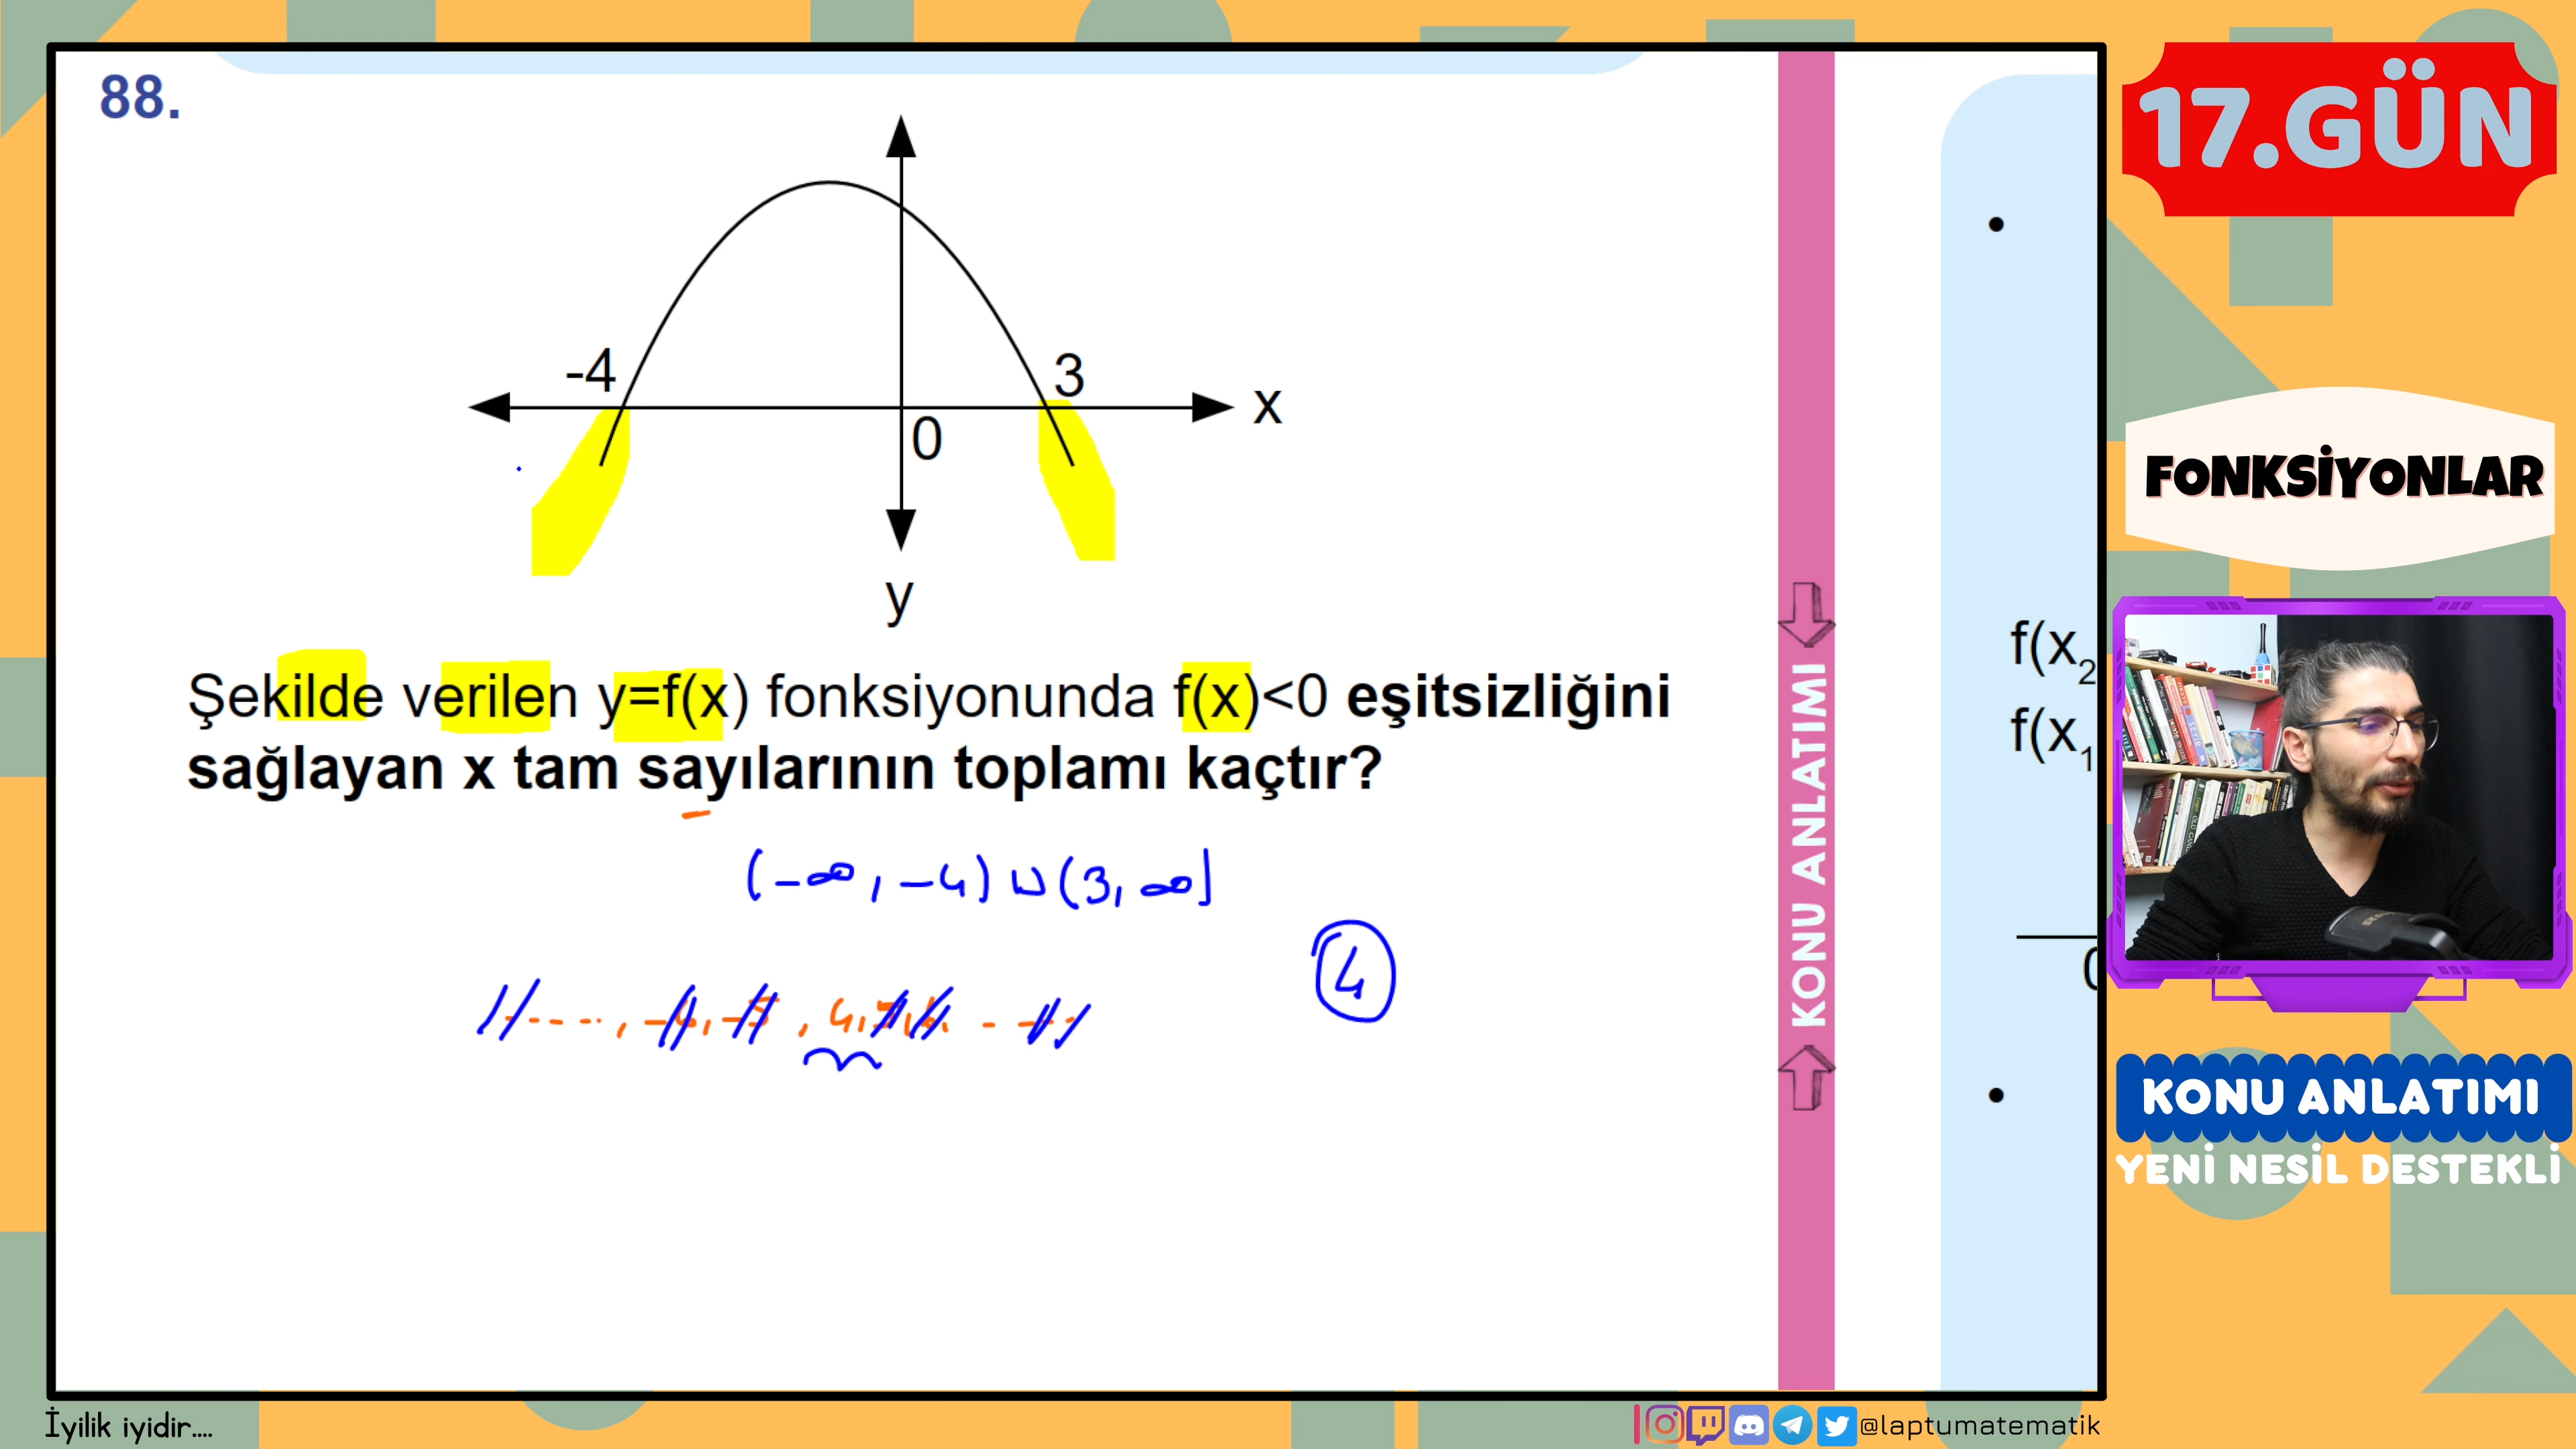 88.
-4
3
x
0
y
Şekilde verilen y=f(x) fonksiyonunda f(x)<0 eşitsizliğini
sağlayan x tam sayılarının toplamı kaçtır?
(-∞, -4) ∪ (3, ∞]
4
KONU ANLATIMI
f(x2
f(x1
17.GÜN
FONKSİYONLAR
KONU ANLATIMI
YENİ NESİL DESTEKLİ
İyilik iyidir....
@laptumatematik